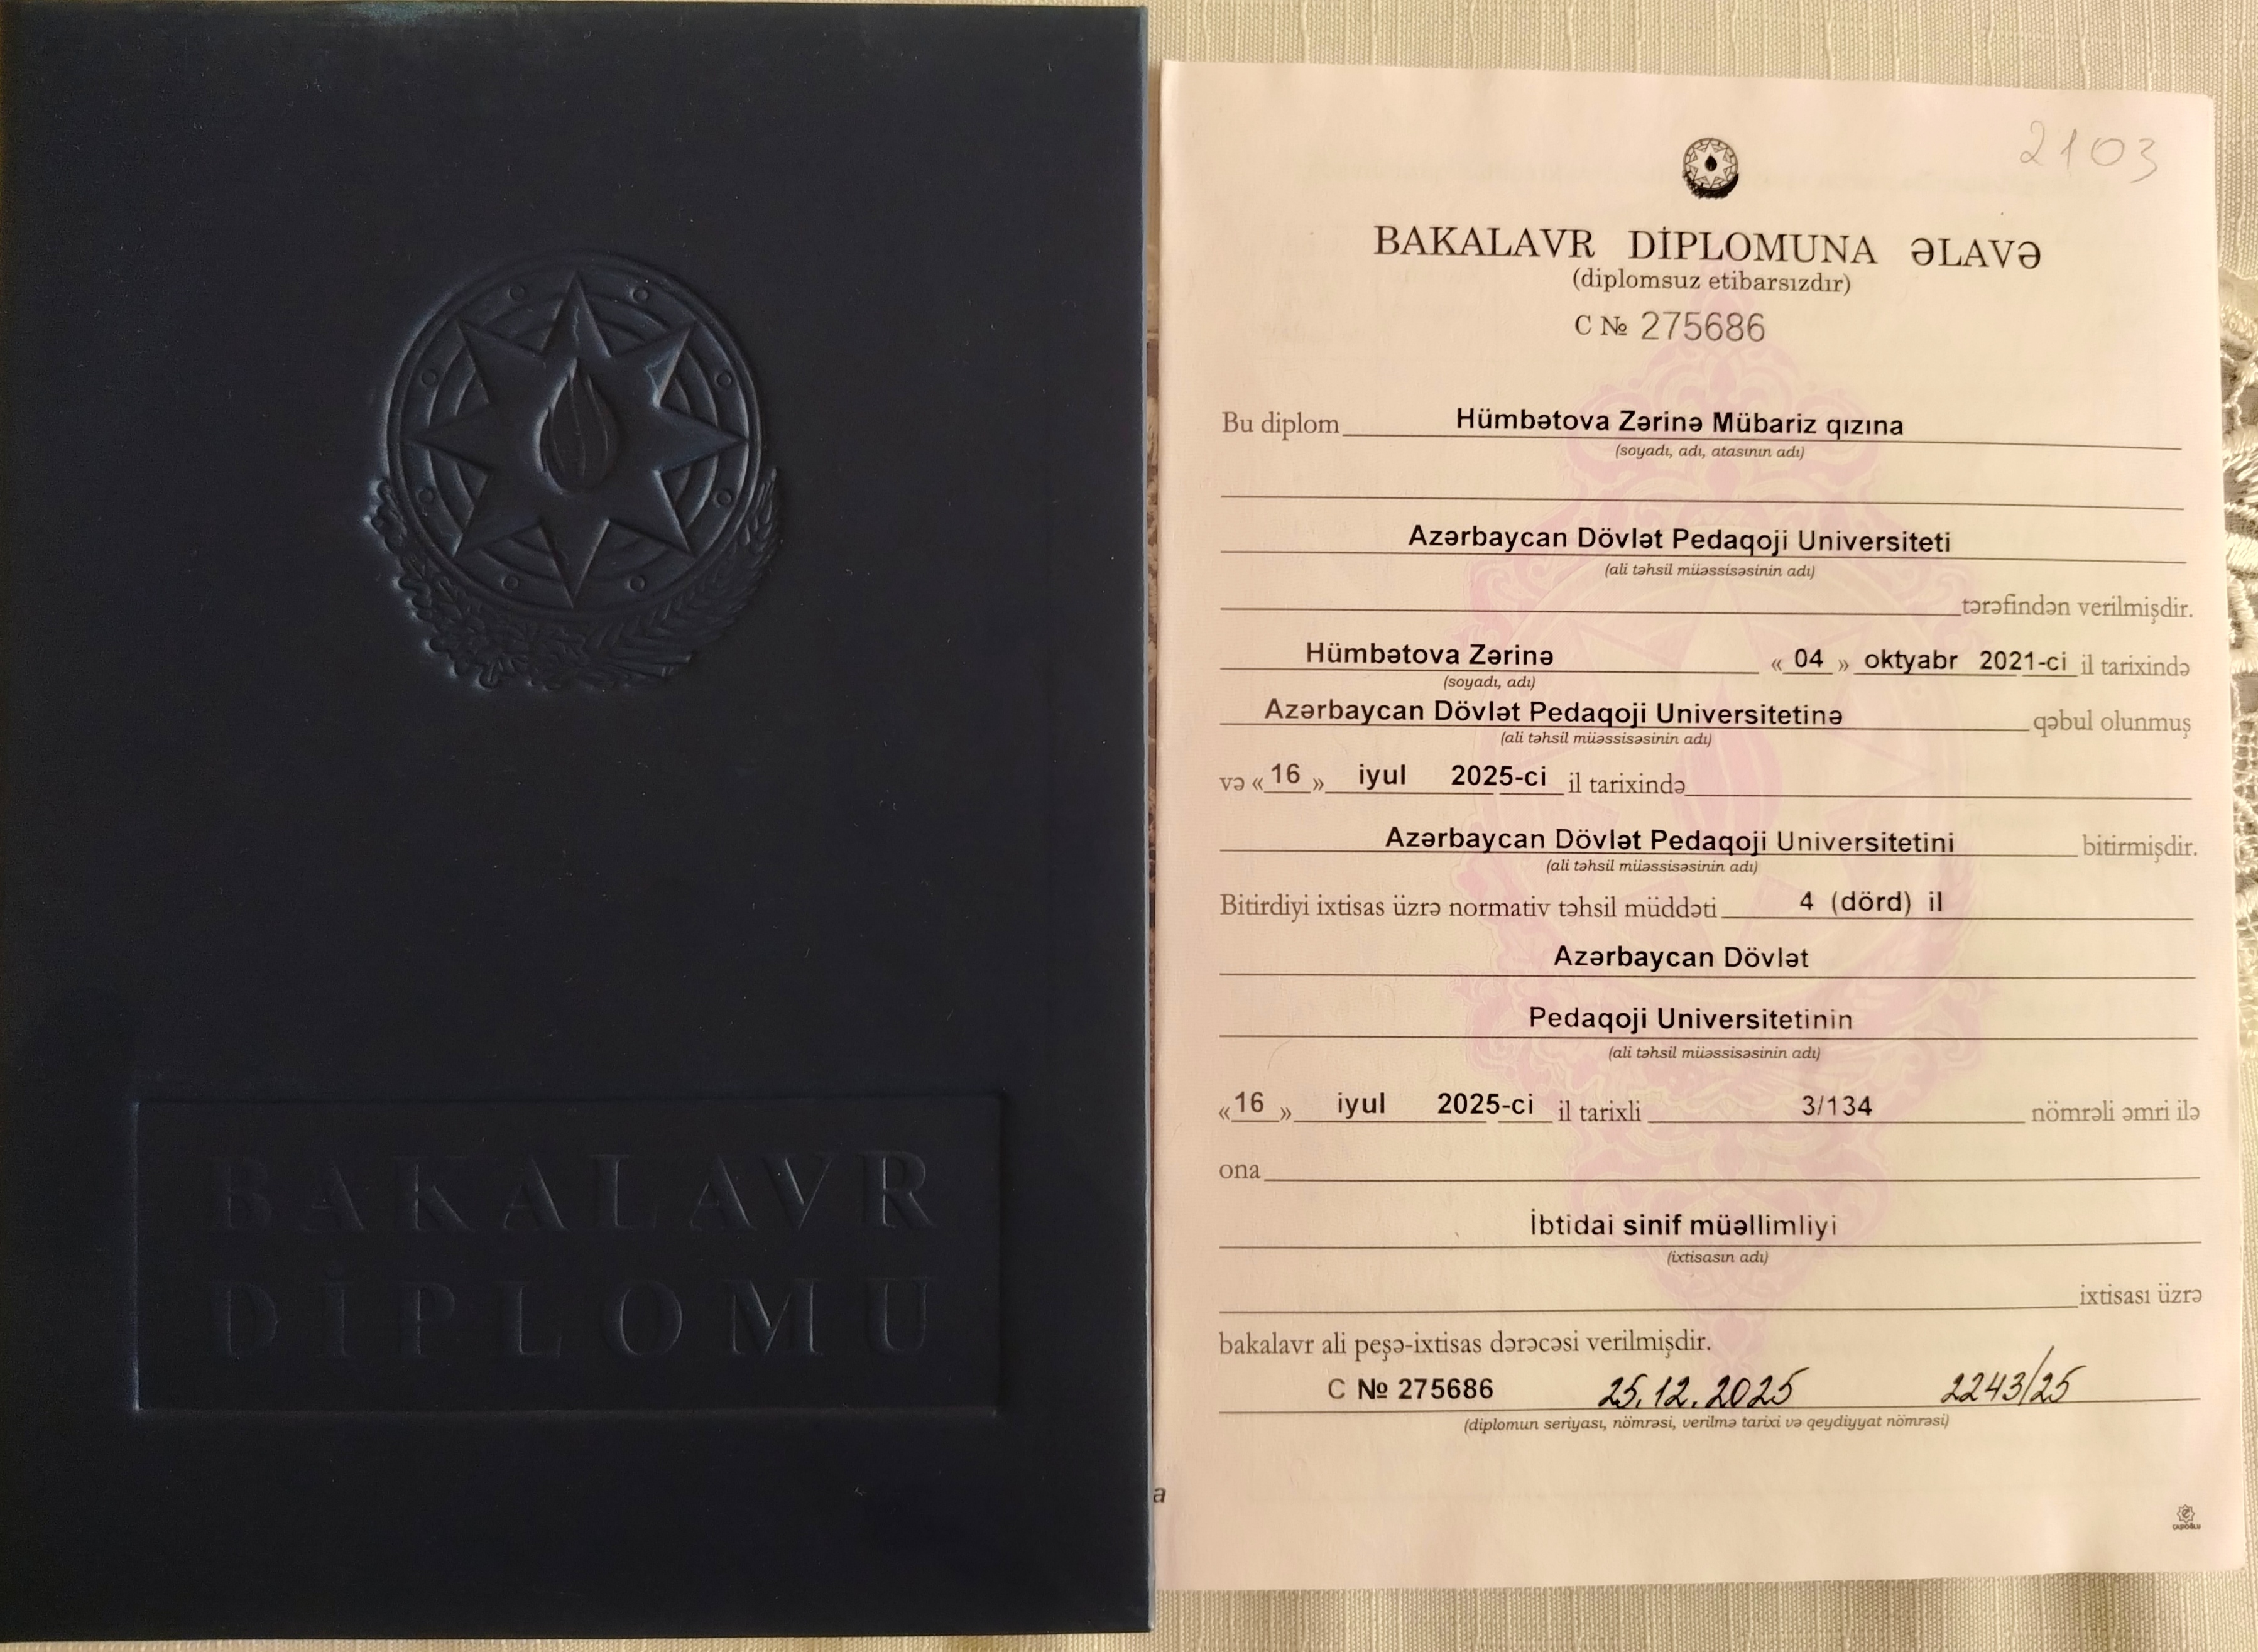 BAKALAVR
DİPLOMU
2103
BAKALAVR DİPLOMUNA ƏLAVƏ
(diplomsuz etibarsızdır)
C № 275686
Bu diplom Hümbətova Zərinə Mübariz qızına
(soyadı, adı, atasının adı)
Azərbaycan Dövlət Pedaqoji Universiteti
(ali təhsil müəssisəsinin adı)
tərəfindən verilmişdir.
Hümbətova Zərinə « 04 » oktyabr 2021-ci il tarixində
(soyadı, adı)
Azərbaycan Dövlət Pedaqoji Universitetinə qəbul olunmuş
(ali təhsil müəssisəsinin adı)
və « 16 » iyul 2025-ci il tarixində
Azərbaycan Dövlət Pedaqoji Universitetini bitirmişdir.
(ali təhsil müəssisəsinin adı)
Bitirdiyi ixtisas üzrə normativ təhsil müddəti 4 (dörd) il
Azərbaycan Dövlət
Pedaqoji Universitetinin
(ali təhsil müəssisəsinin adı)
« 16 » iyul 2025-ci il tarixli 3/134 nömrəli əmri ilə
ona
İbtidai sinif müəllimliyi
(ixtisasın adı)
ixtisası üzrə
bakalavr ali peşə-ixtisas dərəcəsi verilmişdir.
C № 275686 25.12.2025 2243/25
(diplomun seriyası, nömrəsi, verilmə tarixi və qeydiyyat nömrəsi)
a